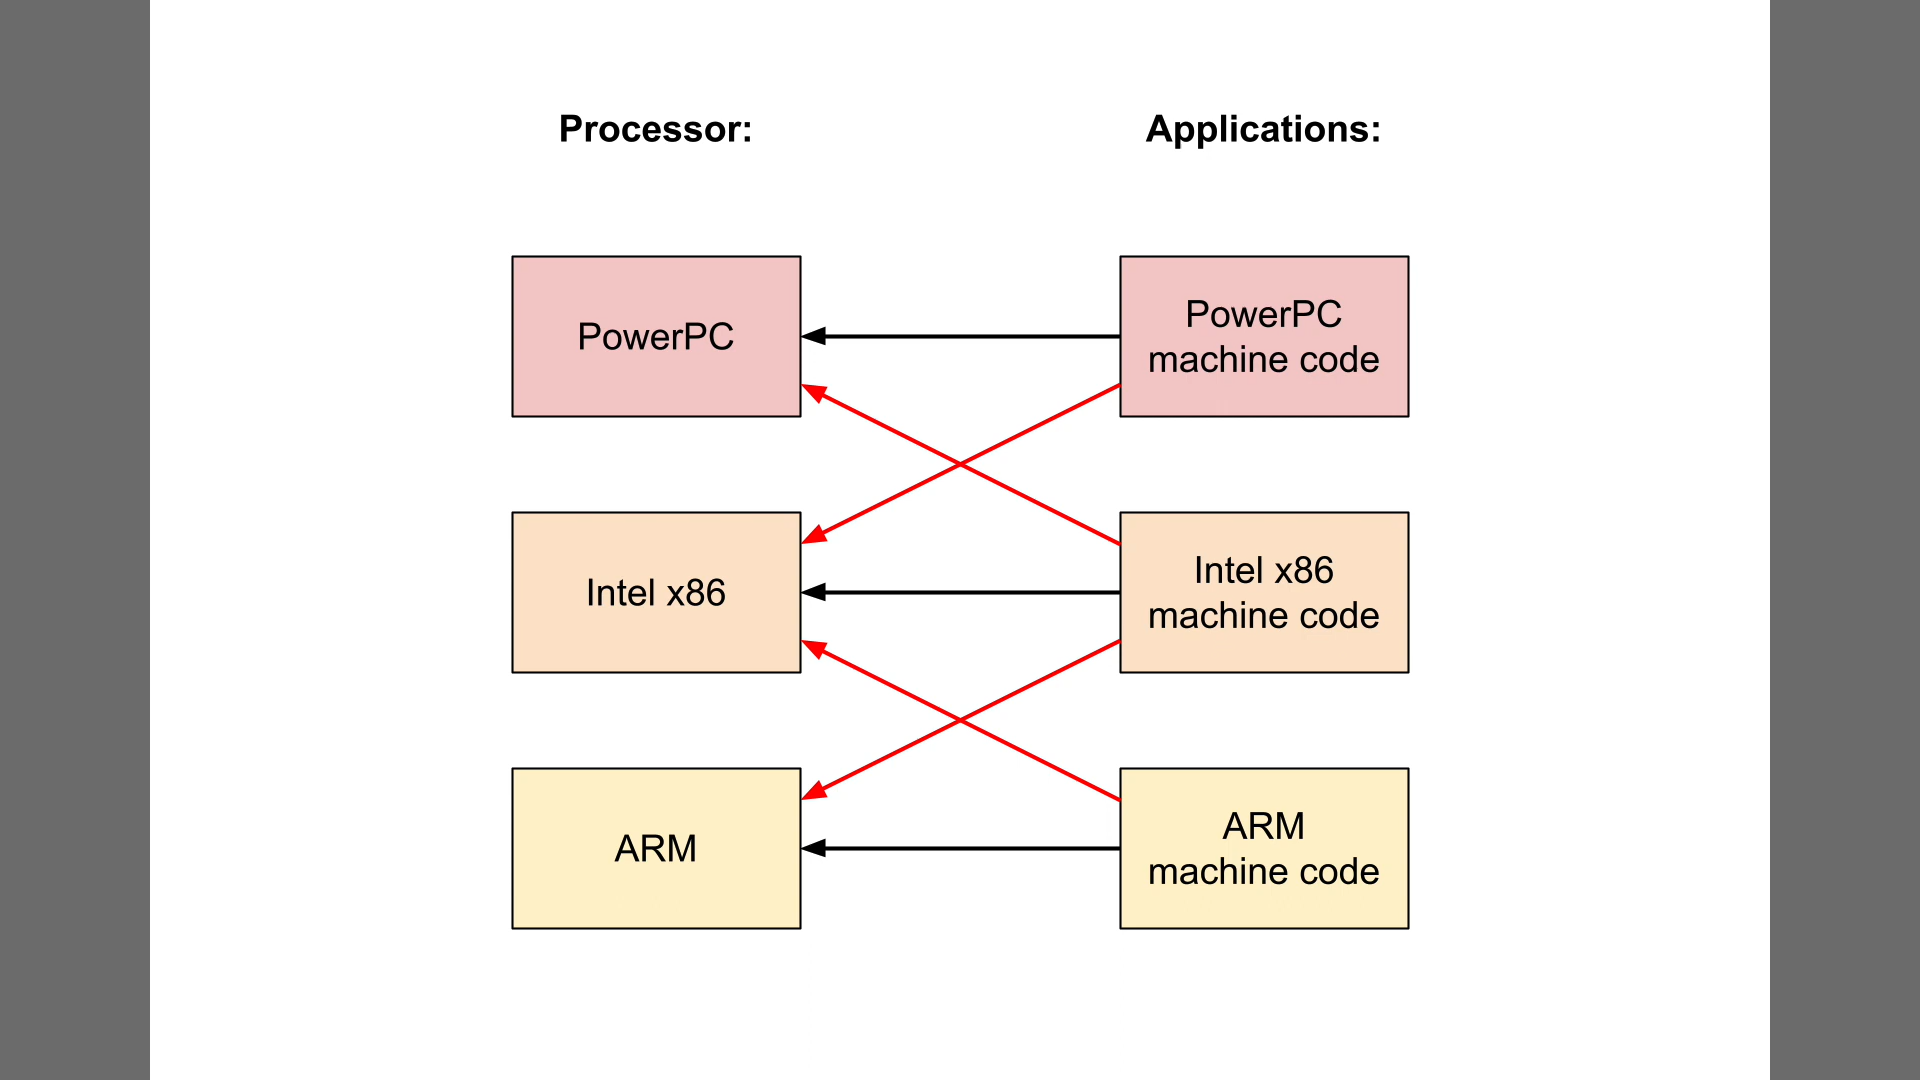 Processor:
Applications:
PowerPC
PowerPC
machine code
Intel x86
Intel x86
machine code
ARM
ARM
machine code